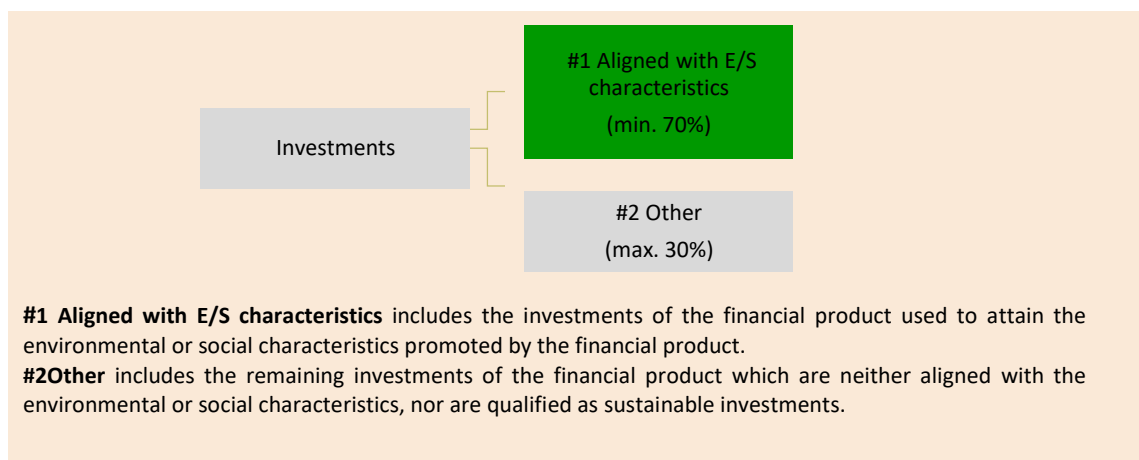 #1 Aligned with E/S
characteristics
(min. 70%)
Investments
#2 Other
(max. 30%)
#1 Aligned with E/S characteristics includes the investments of the financial product used to attain the
environmental or social characteristics promoted by the financial product.
#2Other includes the remaining investments of the financial product which are neither aligned with the
environmental or social characteristics, nor are qualified as sustainable investments.